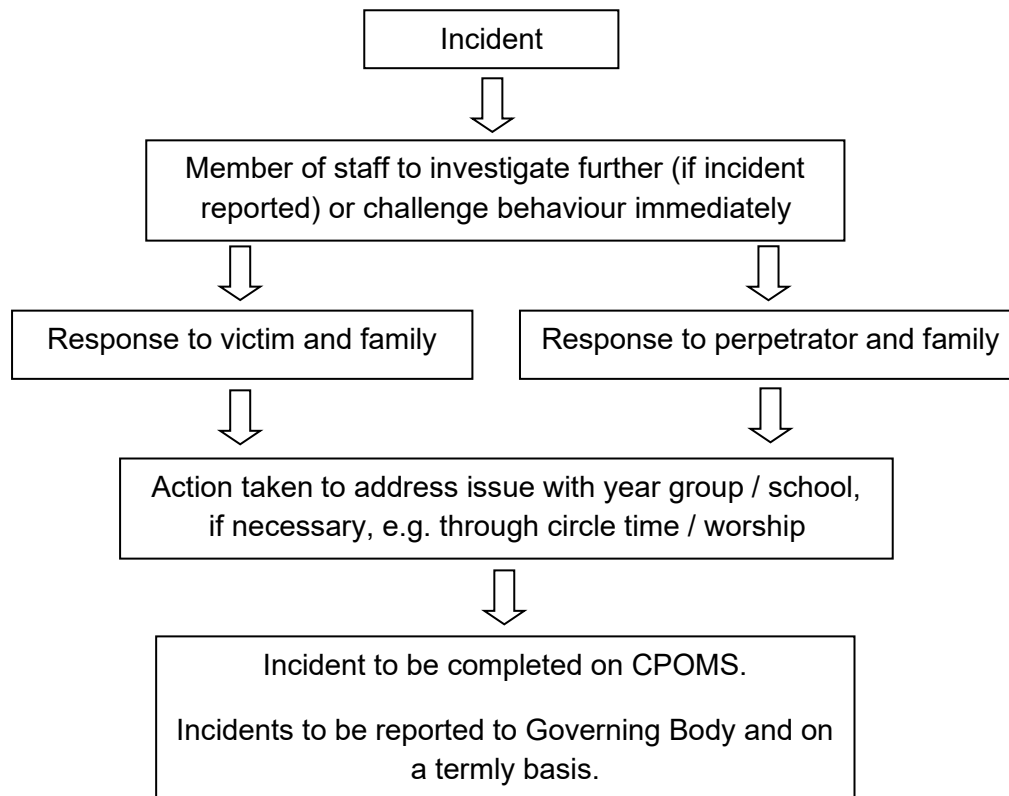 Incident
Member of staff to investigate further (if incident
reported) or challenge behaviour immediately
Response to victim and family
Response to perpetrator and family
Action taken to address issue with year group / school,
if necessary, e.g. through circle time / worship
Incident to be completed on CPOMS.
Incidents to be reported to Governing Body and on
a termly basis.